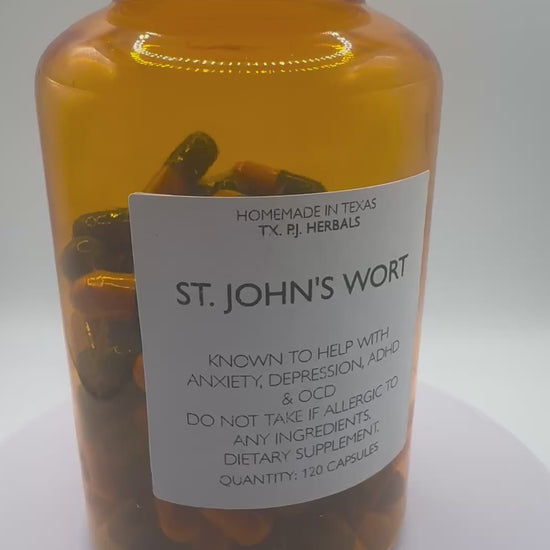 HOMEMADE IN TEXAS
TX. P.J. HERBALS
ST. JOHN'S WORT
KNOWN TO HELP WITH
ANXIETY, DEPRESSION, ADHD
& OCD
DO NOT TAKE IF ALLERGIC TO
ANY INGREDIENTS.
DIETARY SUPPLEMENT.
QUANTITY: 120 CAPSULES